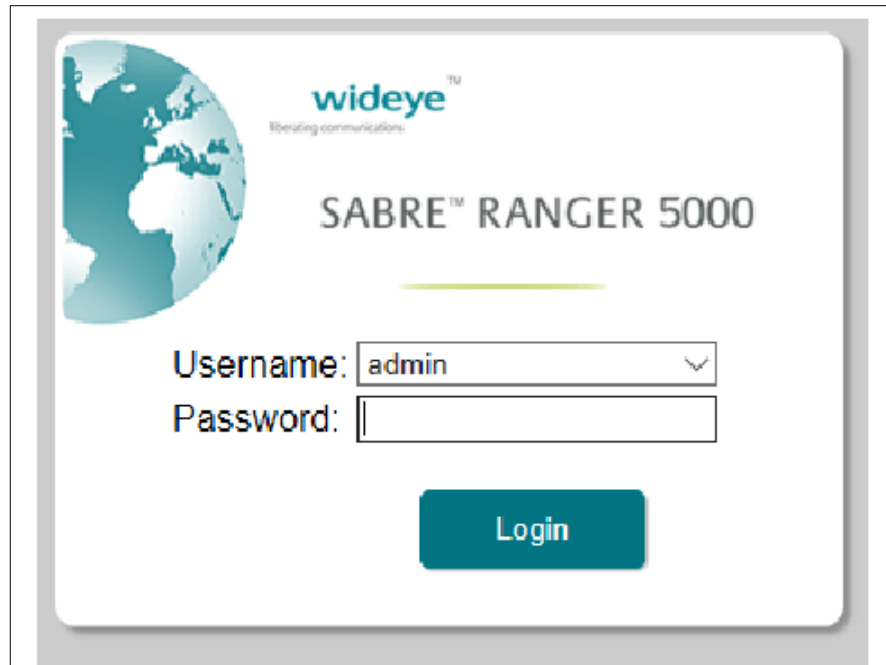 wideye™
liberating communications
SABRE™ RANGER 5000
Username: admin
Password:
Login